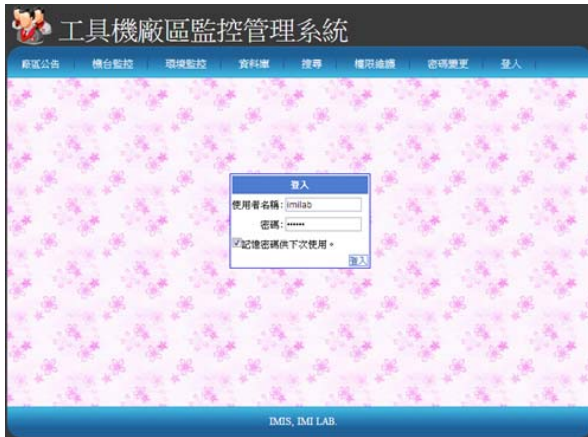 工具機廠區監控管理系統
廠區公告 機台監控 環境監控 資料庫 搜尋 權限維護 密碼變更 登入
登入
使用者名稱: imilab
密碼: ••••••
記憶密碼供下次使用。
登入
IMIS, IMI LAB.